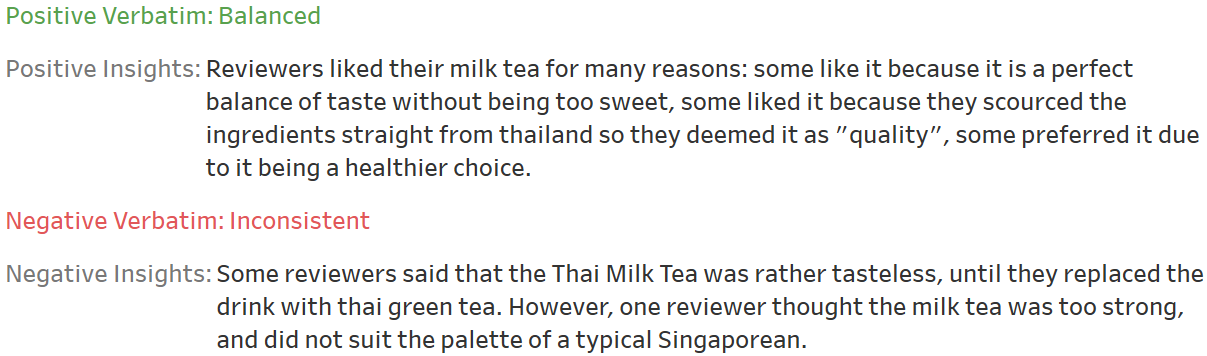 Positive Verbatim: Balanced
Positive Insights: Reviewers liked their milk tea for many reasons: some like it because it is a perfect
balance of taste without being too sweet, some liked it because they scourced the
ingredients straight from thailand so they deemed it as ”quality”, some preferred it due
to it being a healthier choice.
Negative Verbatim: Inconsistent
Negative Insights: Some reviewers said that the Thai Milk Tea was rather tasteless, until they replaced the
drink with thai green tea. However, one reviewer thought the milk tea was too strong,
and did not suit the palette of a typical Singaporean.